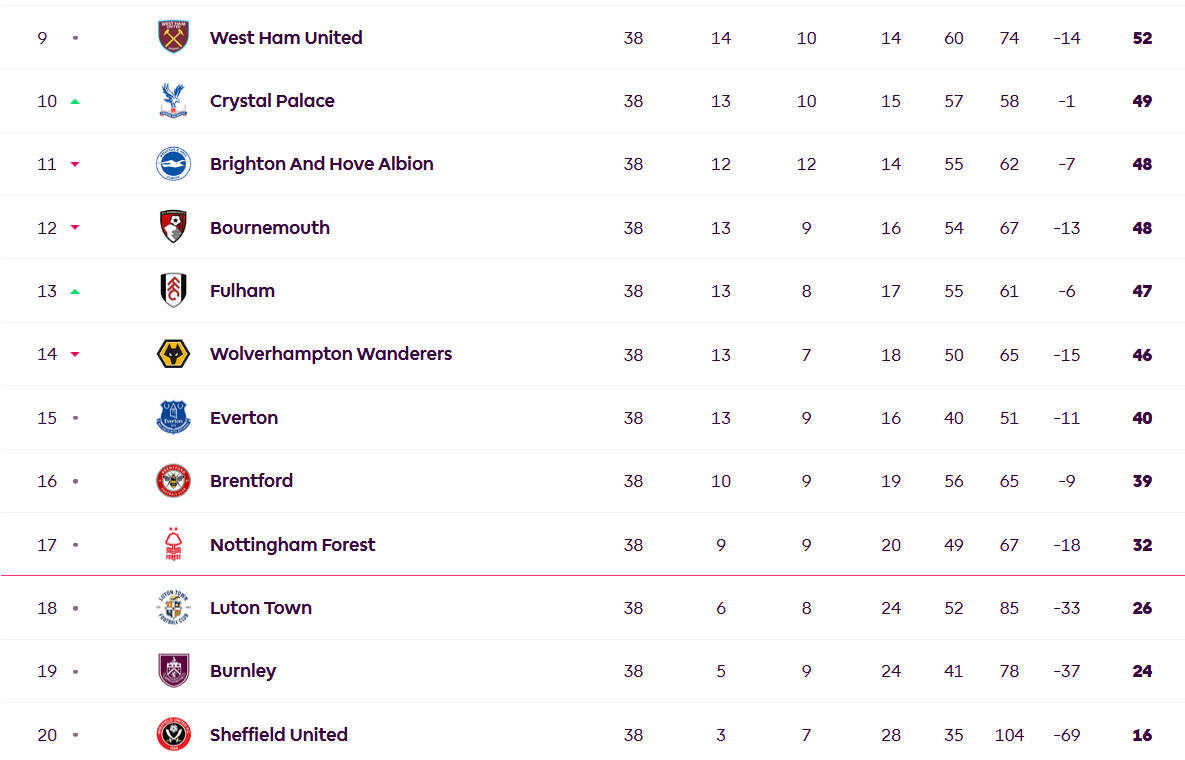 9 West Ham United 38 14 10 14 60 74 -14 52
10 Crystal Palace 38 13 10 15 57 58 -1 49
11 Brighton And Hove Albion 38 12 12 14 55 62 -7 48
12 Bournemouth 38 13 9 16 54 67 -13 48
13 Fulham 38 13 8 17 55 61 -6 47
14 Wolverhampton Wanderers 38 13 7 18 50 65 -15 46
15 Everton 38 13 9 16 40 51 -11 40
16 Brentford 38 10 9 19 56 65 -9 39
17 Nottingham Forest 38 9 9 20 49 67 -18 32
18 Luton Town 38 6 8 24 52 85 -33 26
19 Burnley 38 5 9 24 41 78 -37 24
20 Sheffield United 38 3 7 28 35 104 -69 16